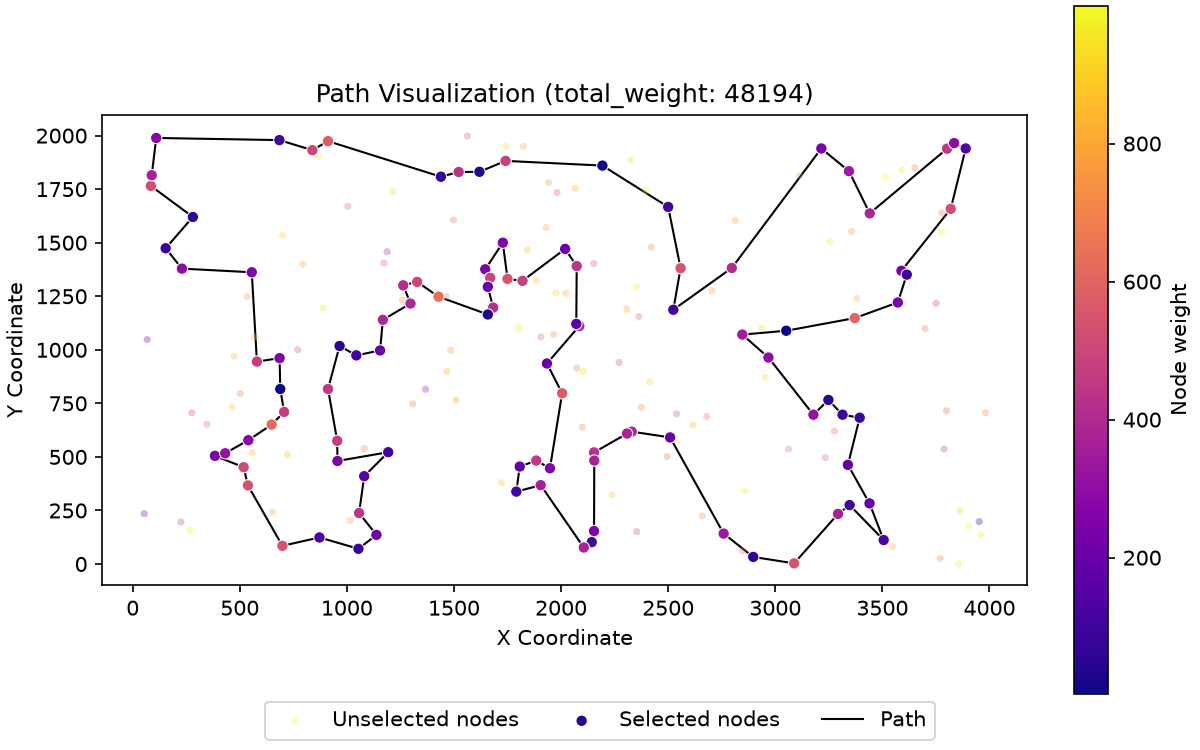 Path Visualization (total_weight: 48194)
2000
1750
1500
1250
1000
750
500
250
0
Y Coordinate
0 500 1000 1500 2000 2500 3000 3500 4000
X Coordinate
800
600
400
200
Node weight
Unselected nodes Selected nodes Path